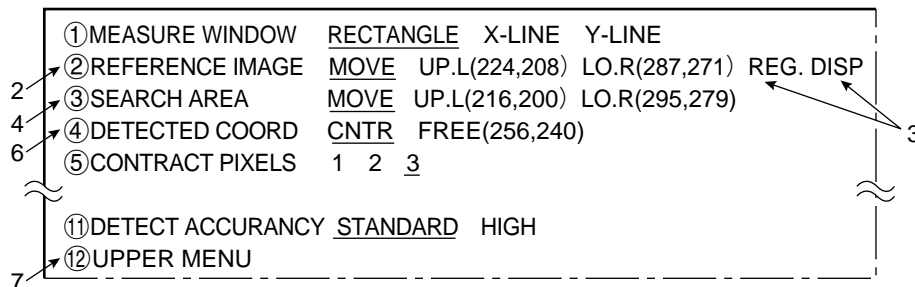 ①MEASURE WINDOW RECTANGLE X-LINE Y-LINE
2 ②REFERENCE IMAGE MOVE UP.L(224,208) LO.R(287,271) REG. DISP
4 ③SEARCH AREA MOVE UP.L(216,200) LO.R(295,279)
3
6 ④DETECTED COORD CNTR FREE(256,240)
⑤CONTRACT PIXELS 1 2 3
⑪DETECT ACCURANCY STANDARD HIGH
7 ⑫UPPER MENU